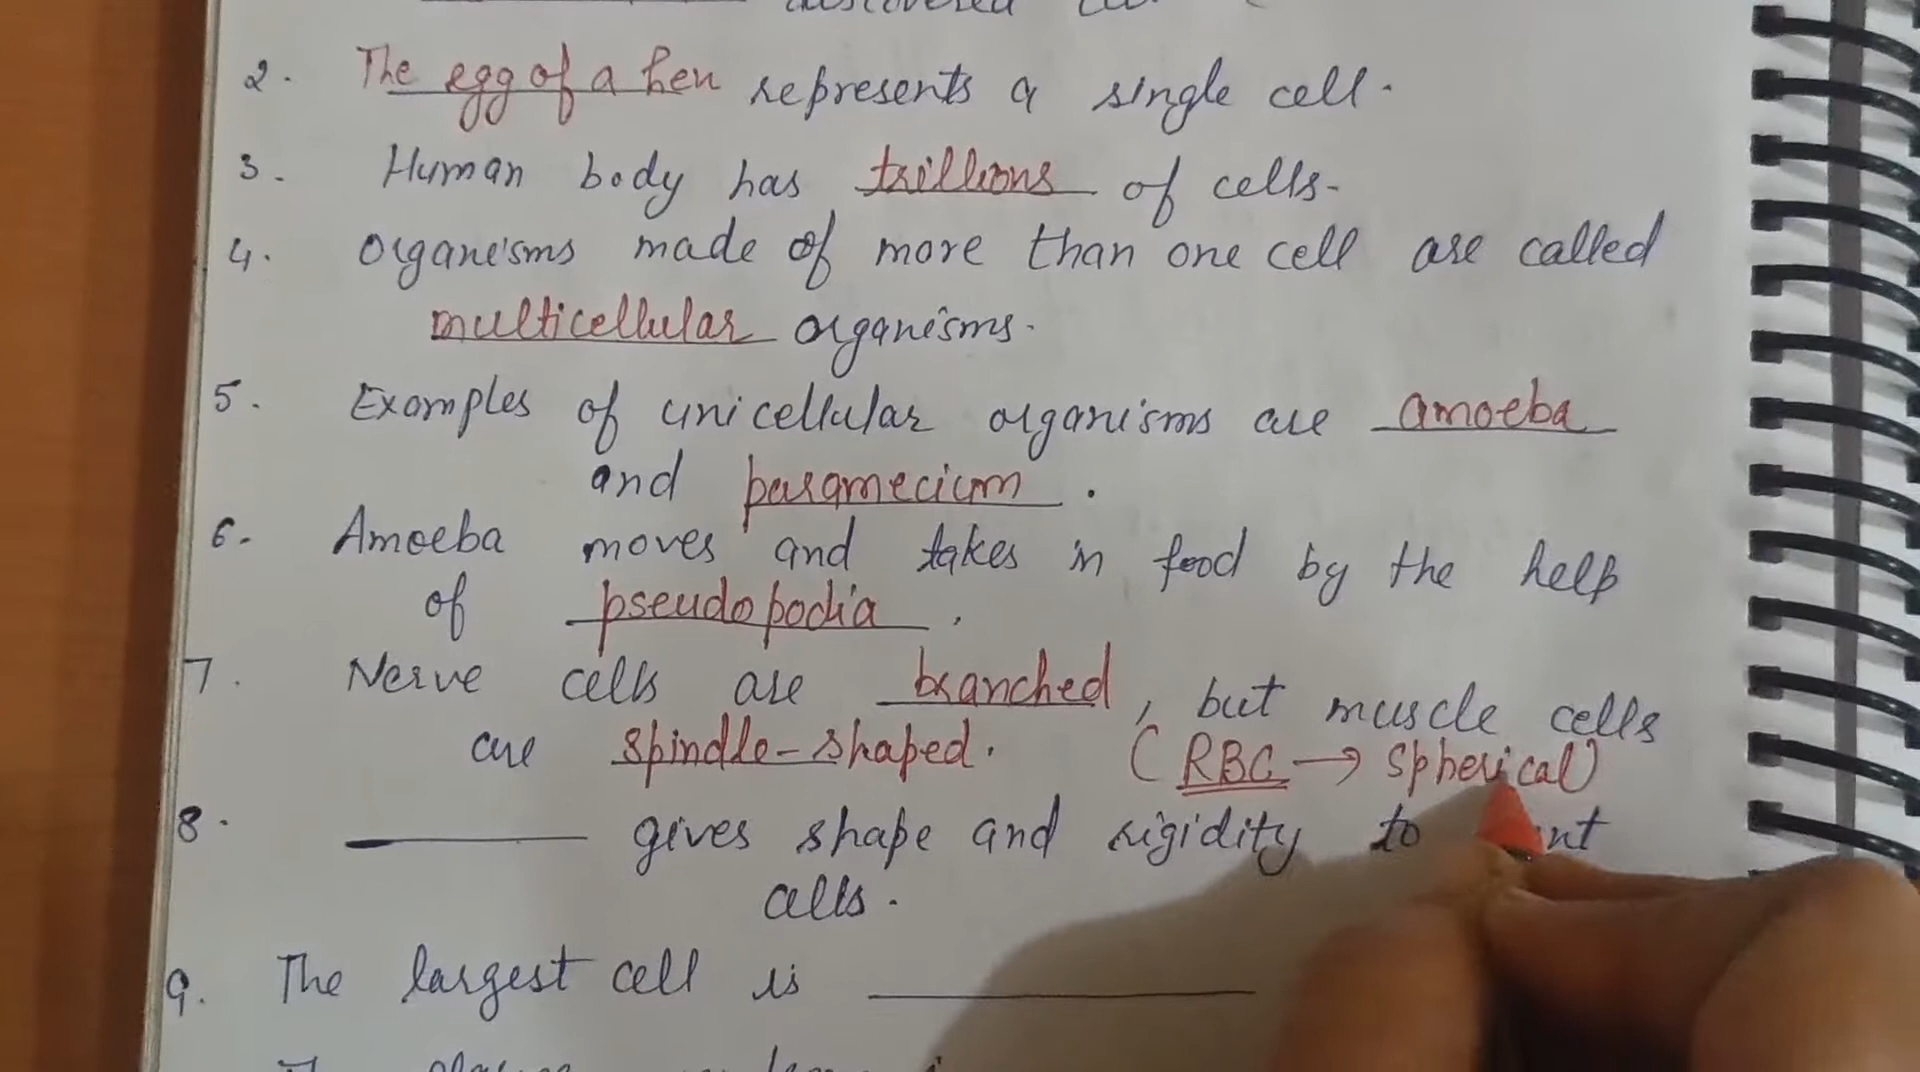 discovered
2. The egg of a hen represents a single cell.
3. Human body has trillions of cells.
4. Organisms made of more than one cell are called
multicellular organisms.
5. Examples of unicellular organisms are amoeba
and paramecium.
6. Amoeba moves and takes in food by the help
of pseudopodia.
7. Nerve cells are branched, but muscle cells
are spindle-shaped. (RBC → Spherical)
8. ______ gives shape and rigidity to
cells.
9. The largest cell is ______